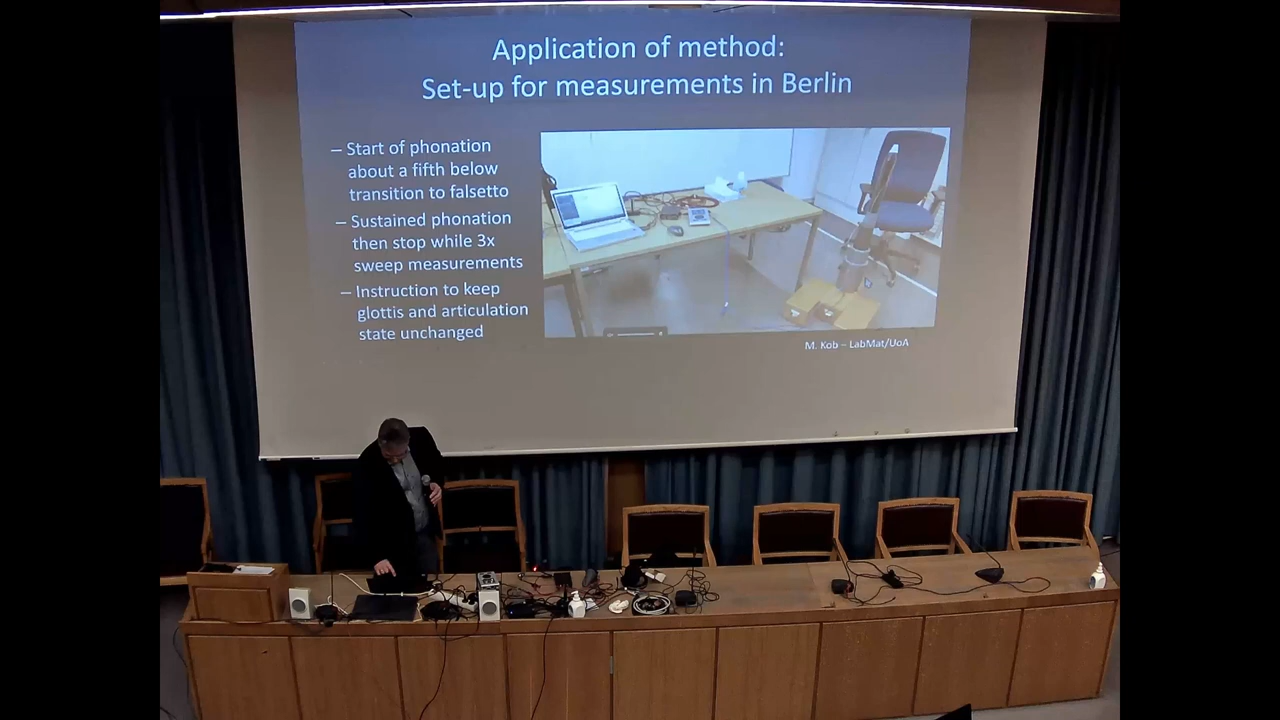 Application of method:
Set-up for measurements in Berlin
– Start of phonation
about a fifth below
transition to falsetto
– Sustained phonation
then stop while 3x
sweep measurements
– Instruction to keep
glottis and articulation
state unchanged
M. Kob – LabMat/UoA